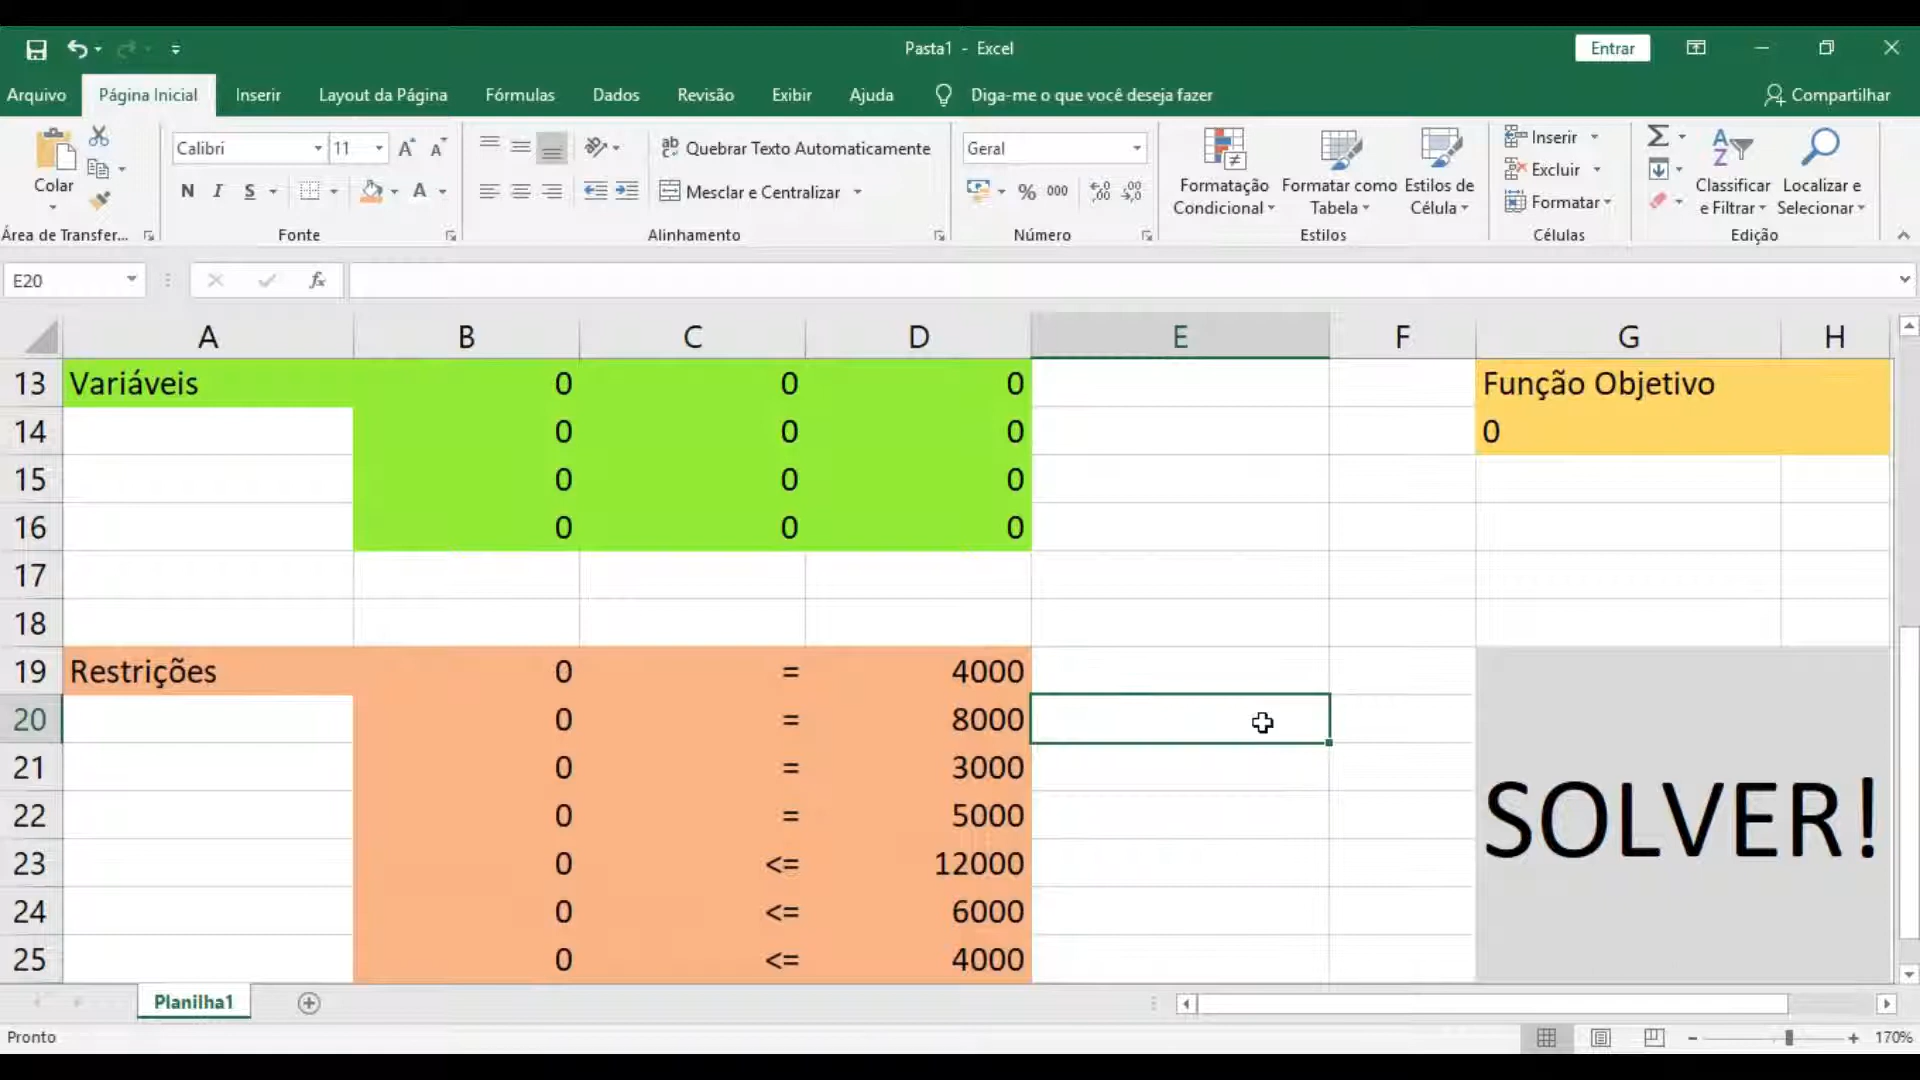 Pasta1 - Excel
Entrar
Arquivo Página Inicial Inserir Layout da Página Fórmulas Dados Revisão Exibir Ajuda Diga-me o que você deseja fazer Compartilhar
Colar
Área de Transfer...
Calibri 11
N I S A
Fonte
Quebrar Texto Automaticamente
Mesclar e Centralizar
Alinhamento
Geral
% 000
Número
Formatação Condicional
Formatar como Tabela
Estilos de Célula
Estilos
Inserir
Excluir
Formatar
Células
Classificar e Filtrar
Localizar e Selecionar
Edição
E20 fx
A B C D E F G H
13 Variáveis 0 0 0 Função Objetivo
14 0 0 0 0
15 0 0 0
16 0 0 0
17
18
19 Restrições 0 = 4000
20 0 = 8000
21 0 = 3000
22 0 = 5000
SOLVER!
23 0 <= 12000
24 0 <= 6000
25 0 <= 4000
Planilha1
Pronto 170%